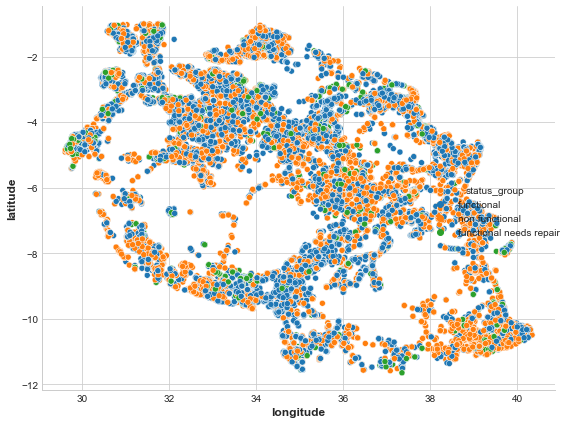 −2
−4
−6
−8
−10
−12
latitude
30
32
34
36
38
40
longitude
status_group
functional
non functional
functional needs repair